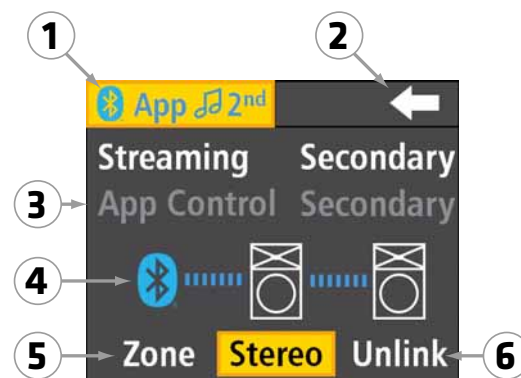 1 2
App 2nd
Streaming Secondary
3 App Control Secondary
4
5 Zone Stereo Unlink 6